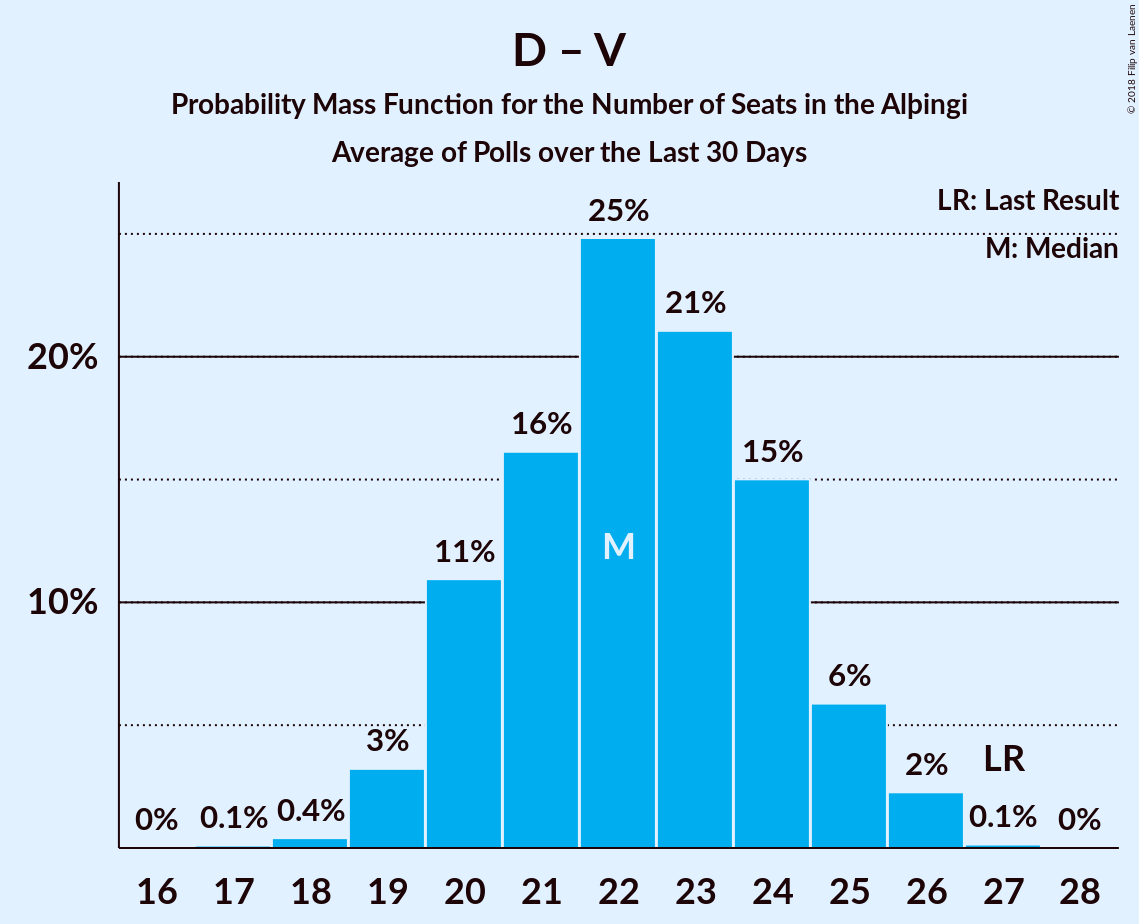 D – V
Probability Mass Function for the Number of Seats in the Alþingi
Average of Polls over the Last 30 Days
© 2018 Filip van Laenen
LR: Last Result
M: Median
20%
10%
0%
0.1%
0.4%
3%
11%
16%
25%
21%
15%
6%
2%
0.1%
0%
M
LR
16 17 18 19 20 21 22 23 24 25 26 27 28